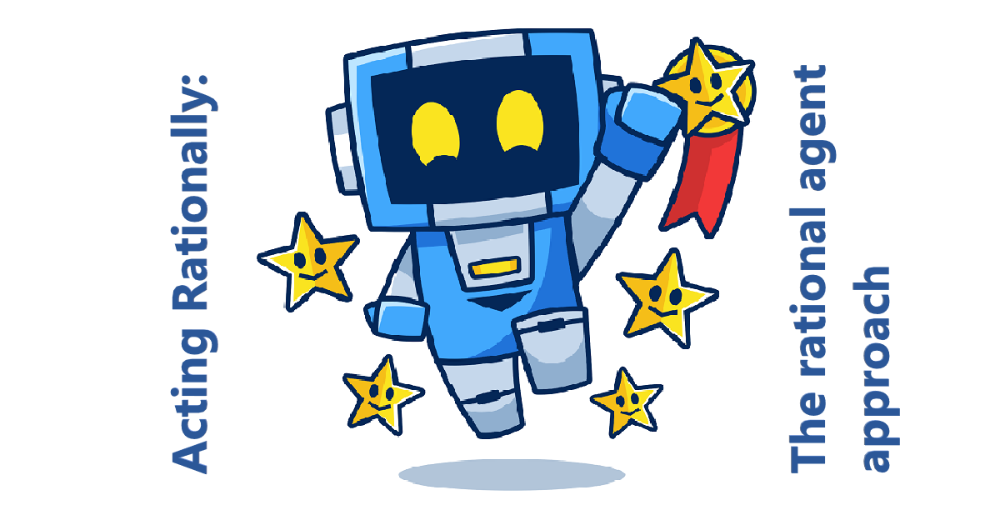 Acting Rationally:
The rational agent
approach